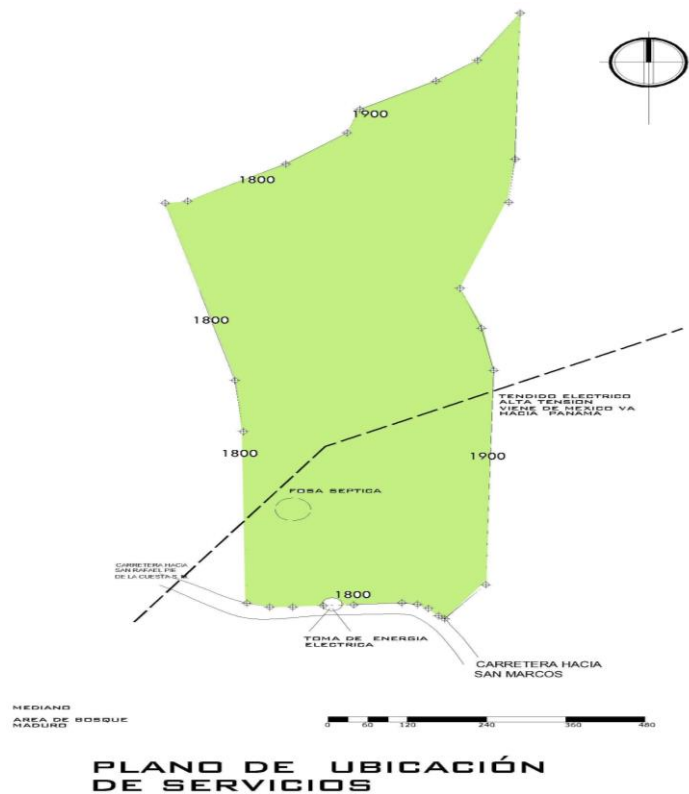 1900
1800
1800
TENDIDO ELECTRICO
ALTA TENSION
VIENE DE MEXICO VA
HACIA PANAMA
1800
1900
FOSA SEPTICA
CARRETERA HACIA
SAN RAFAEL PIE
DE LA CUESTA S. M.
1800
TOMA DE ENERGIA
ELECTRICA
CARRETERA HACIA
SAN MARCOS
MEDIANO
AREA DE BOSQUE
MADURO
0 60 120 240 360 480
PLANO DE UBICACIÓN
DE SERVICIOS